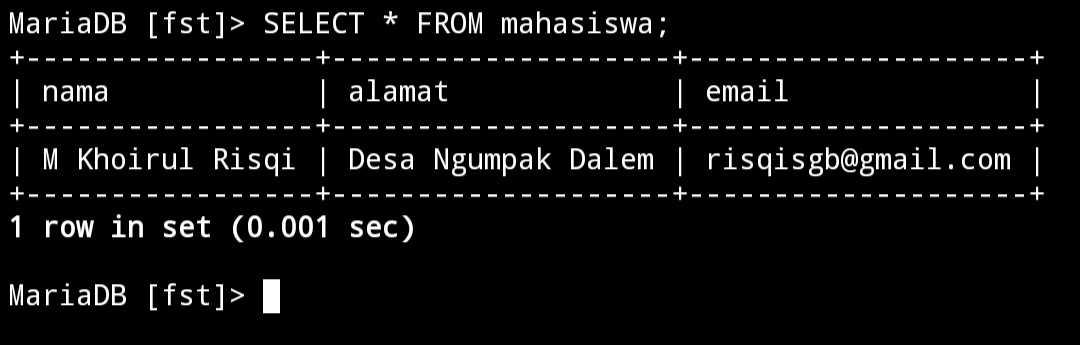 MariaDB [fst]> SELECT * FROM mahasiswa;
+-----------------+--------------------+--------------------+
| nama            | alamat             | email              |
+-----------------+--------------------+--------------------+
| M Khoirul Risqi | Desa Ngumpak Dalem | risqisgb@gmail.com |
+-----------------+--------------------+--------------------+
1 row in set (0.001 sec)
MariaDB [fst]>